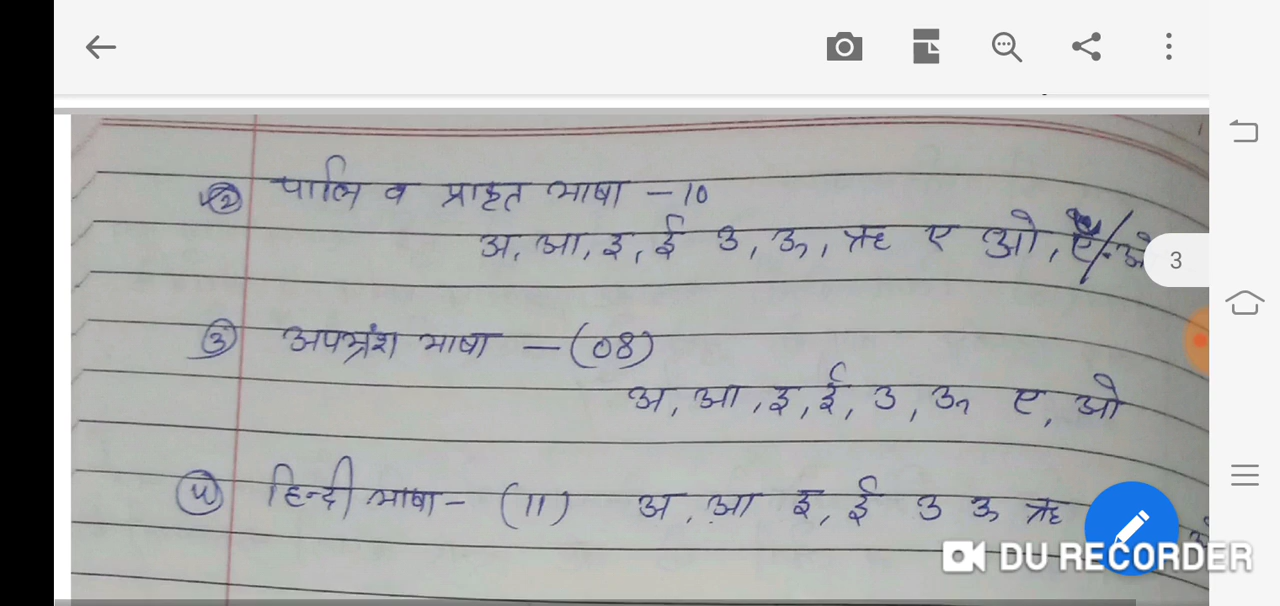 ② पालि व प्राकृत भाषा - 10
अ, आ, इ, ई उ, ऊ, ऋ ए ओ,
3
③ अपभ्रंश भाषा - (08)
अ, आ, इ, ई, उ, ऊ ए, ओ
④ हिन्दी भाषा - (11) अ, आ इ, ई उ ऊ ऋ
DU RECORDER